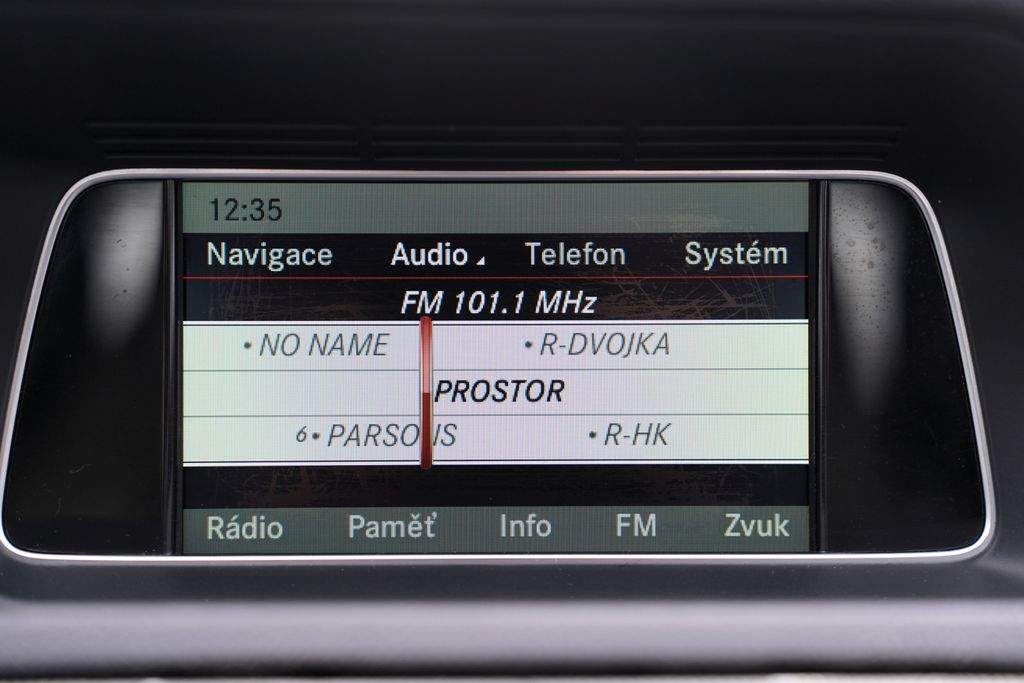 12:35
Navigace Audio Telefon Systém
FM 101.1 MHz
• NO NAME • R-DVOJKA
PROSTOR
6• PARSONS • R-HK
Rádio Paměť Info FM Zvuk